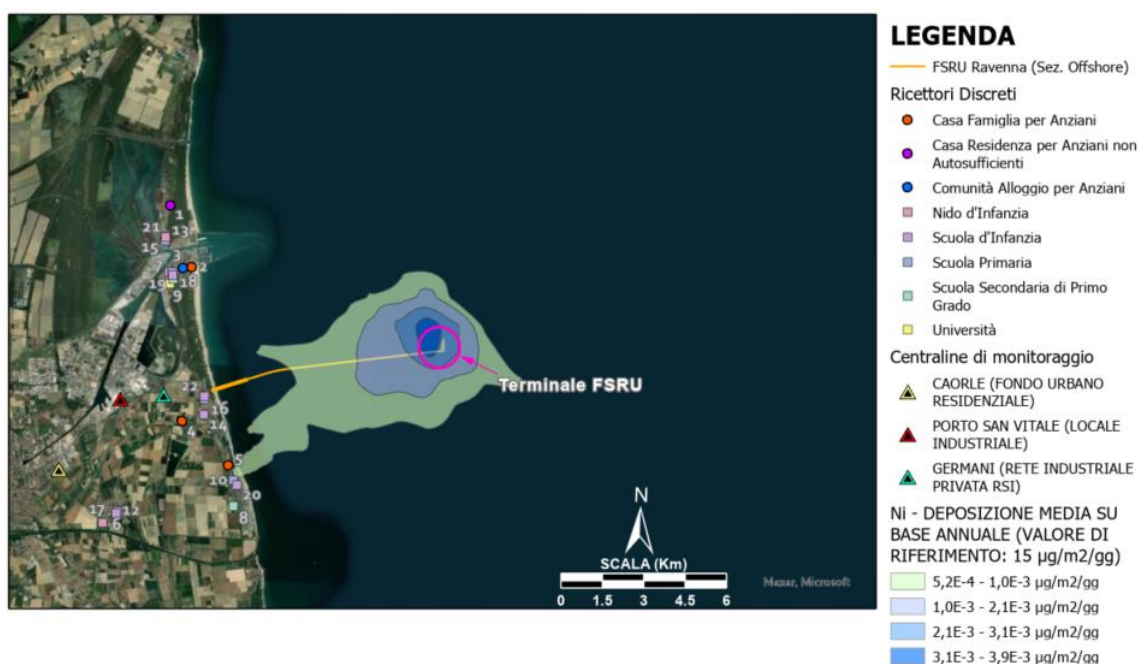 LEGENDA
FSRU Ravenna (Sez. Offshore)
Ricettori Discreti
Casa Famiglia per Anziani
Casa Residenza per Anziani non
Autosufficienti
Comunità Alloggio per Anziani
Nido d'Infanzia
Scuola d'Infanzia
Scuola Primaria
Scuola Secondaria di Primo
Grado
Università
Centraline di monitoraggio
CAORLE (FONDO URBANO
RESIDENZIALE)
PORTO SAN VITALE (LOCALE
INDUSTRIALE)
GERMANI (RETE INDUSTRIALE
PRIVATA RSI)
Ni - DEPOSIZIONE MEDIA SU
BASE ANNUALE (VALORE DI
RIFERIMENTO: 15 µg/m2/gg)
5,2E-4 - 1,0E-3 µg/m2/gg
1,0E-3 - 2,1E-3 µg/m2/gg
2,1E-3 - 3,1E-3 µg/m2/gg
3,1E-3 - 3,9E-3 µg/m2/gg
1
21 13
15
3
2
19 18
9
22
16
14
4
5
10
20
8
17 12
6
Terminale FSRU
N
SCALA (Km)
0 1.5 3 4.5 6
Maxar, Microsoft